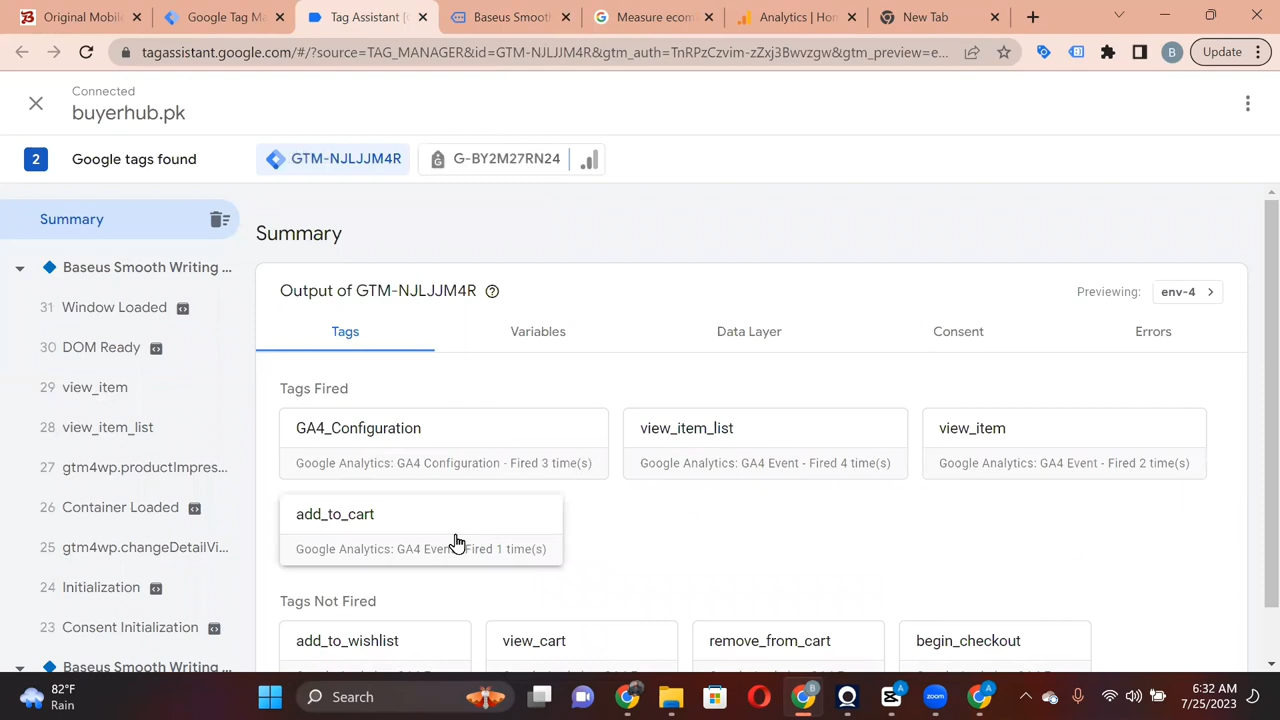 Original Mobile
Google Tag Ma
Tag Assistant [C
Baseus Smooth
Measure ecom
Analytics | Hom
New Tab
tagassistant.google.com/#/?source=TAG_MANAGER&id=GTM-NJLJJM4R&gtm_auth=TnRPzCzvim-zZxj3Bwvzgw&gtm_preview=e...
B
Update
Connected
buyerhub.pk
2 Google tags found
GTM-NJLJJM4R
G-BY2M27RN24
Summary
Baseus Smooth Writing ...
31 Window Loaded
30 DOM Ready
29 view_item
28 view_item_list
27 gtm4wp.productImpres...
26 Container Loaded
25 gtm4wp.changeDetailVi...
24 Initialization
23 Consent Initialization
Baseus Smooth Writing ...
Summary
Output of GTM-NJLJJM4R
Previewing: env-4
Tags
Variables
Data Layer
Consent
Errors
Tags Fired
GA4_Configuration
Google Analytics: GA4 Configuration - Fired 3 time(s)
view_item_list
Google Analytics: GA4 Event - Fired 4 time(s)
view_item
Google Analytics: GA4 Event - Fired 2 time(s)
add_to_cart
Google Analytics: GA4 Event Fired 1 time(s)
Tags Not Fired
add_to_wishlist
view_cart
remove_from_cart
begin_checkout
82°F
Rain
Search
zoom
6:32 AM
7/25/2023